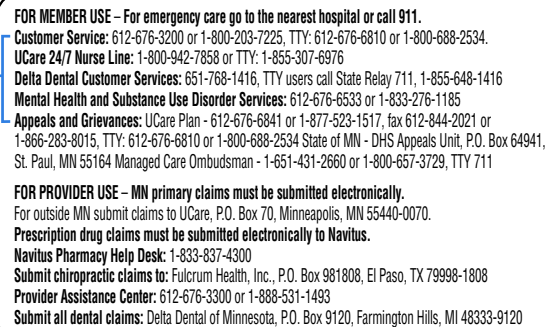 FOR MEMBER USE – For emergency care go to the nearest hospital or call 911.
Customer Service: 612-676-3200 or 1-800-203-7225, TTY: 612-676-6810 or 1-800-688-2534.
UCare 24/7 Nurse Line: 1-800-942-7858 or TTY: 1-855-307-6976
Delta Dental Customer Services: 651-768-1416, TTY users call State Relay 711, 1-855-648-1416
Mental Health and Substance Use Disorder Services: 612-676-6533 or 1-833-276-1185
Appeals and Grievances: UCare Plan - 612-676-6841 or 1-877-523-1517, fax 612-844-2021 or
1-866-283-8015, TTY: 612-676-6810 or 1-800-688-2534 State of MN - DHS Appeals Unit, P.O. Box 64941,
St. Paul, MN 55164 Managed Care Ombudsman - 1-651-431-2660 or 1-800-657-3729, TTY 711
FOR PROVIDER USE – MN primary claims must be submitted electronically.
For outside MN submit claims to UCare, P.O. Box 70, Minneapolis, MN 55440-0070.
Prescription drug claims must be submitted electronically to Navitus.
Navitus Pharmacy Help Desk: 1-833-837-4300
Submit chiropractic claims to: Fulcrum Health, Inc., P.O. Box 981808, El Paso, TX 79998-1808
Provider Assistance Center: 612-676-3300 or 1-888-531-1493
Submit all dental claims: Delta Dental of Minnesota, P.O. Box 9120, Farmington Hills, MI 48333-9120